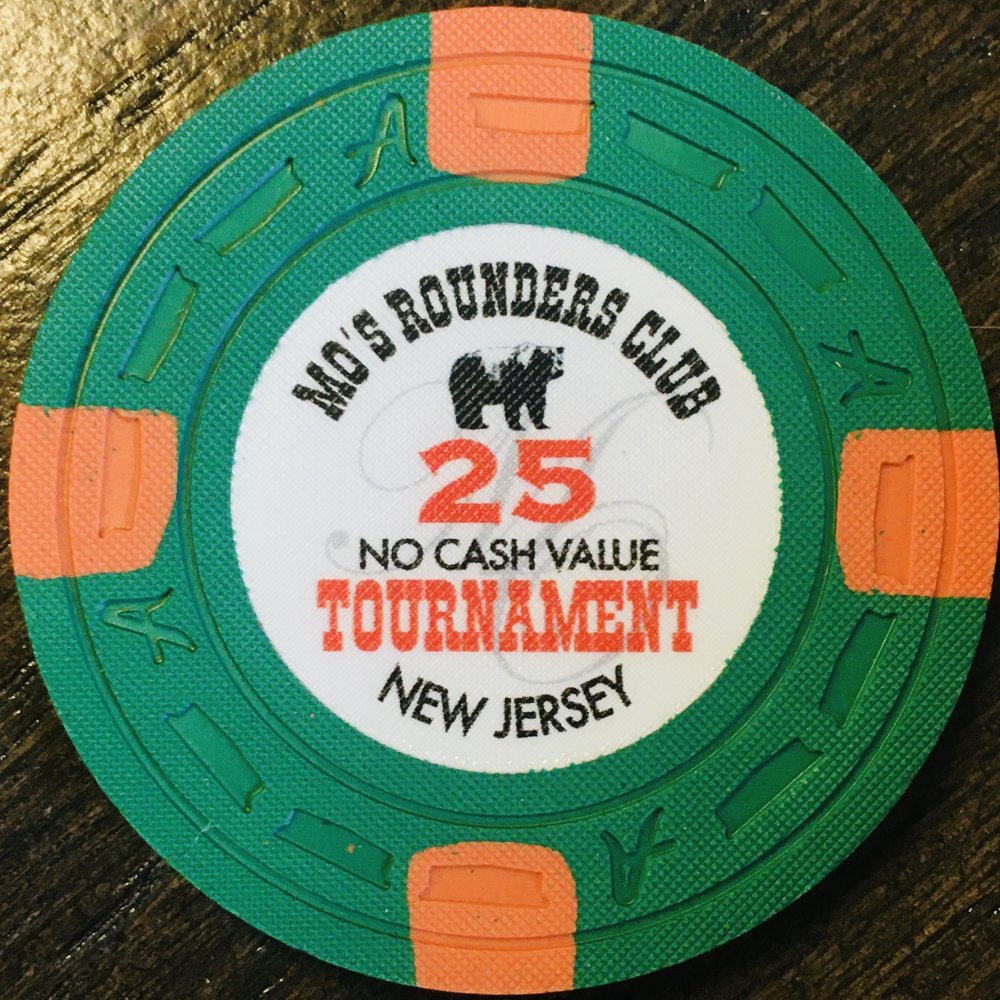 MO'S ROUNDERS CLUB
25
NO CASH VALUE
TOURNAMENT
NEW JERSEY
A
A
A
A